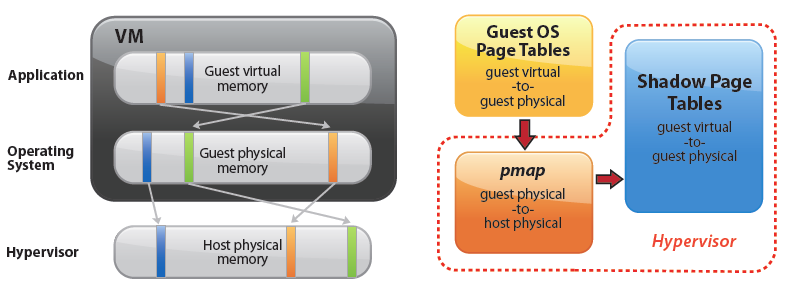 VM
Application
Guest virtual
memory
Operating
System
Guest physical
memory
Hypervisor
Host physical
memory
Guest OS
Page Tables
guest virtual
-to-
guest physical
pmap
guest physical
-to-
host physical
Shadow Page
Tables
guest virtual
-to-
guest physical
Hypervisor